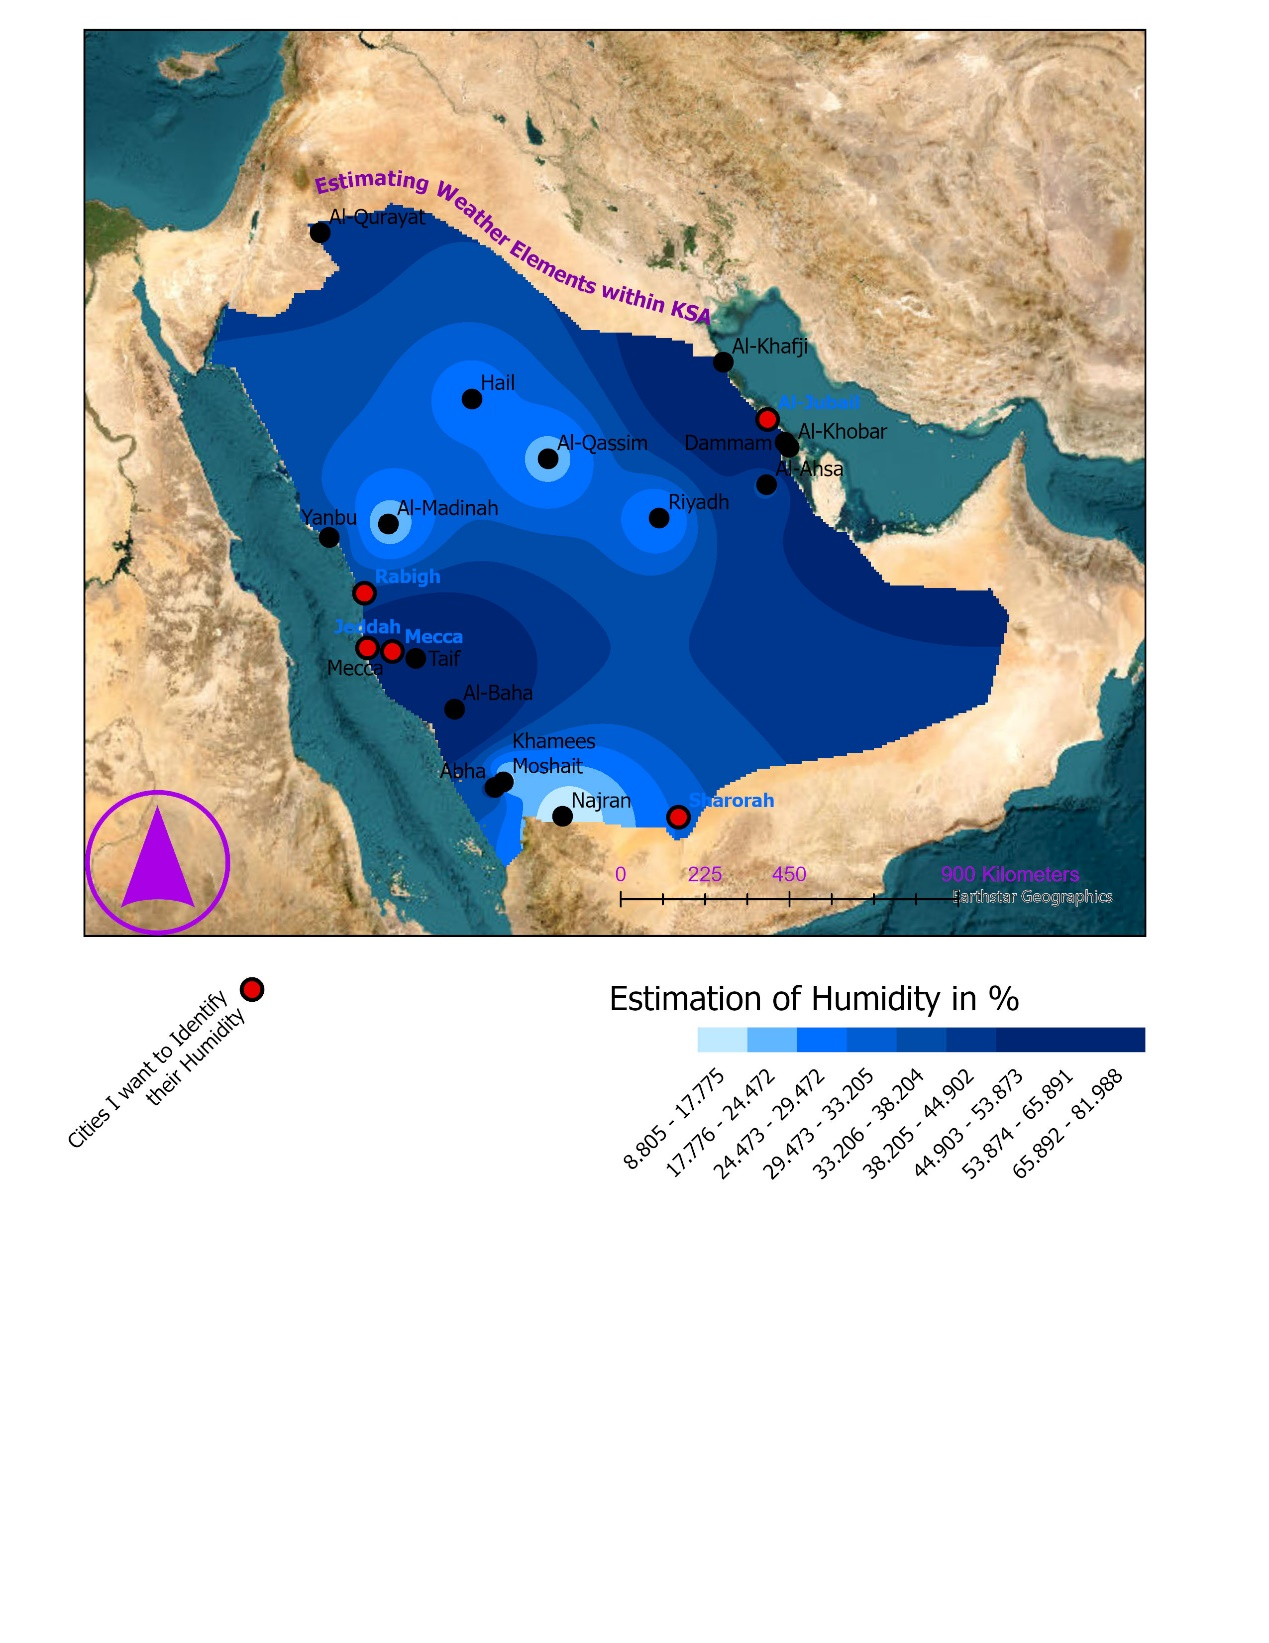 Estimating Weather Elements within KSA
Al-Qurayat
Al-Khafji
Hail
Al-Jubail
Al-Khobar
Dammam
Al-Qassim
Al-Ahsa
Riyadh
Al-Madinah
Yanbu
Rabigh
Jeddah
Mecca
Mecca
Taif
Al-Baha
Khamees
Moshait
Abha
Najran
Sharorah
0 225 450 900 Kilometers
Earthstar Geographics
Cities I want to Identify
their Humidity
Estimation of Humidity in %
8.805 - 17.775
17.776 - 24.472
24.473 - 29.472
29.473 - 33.205
33.206 - 38.204
38.205 - 44.902
44.903 - 53.873
53.874 - 65.891
65.892 - 81.988